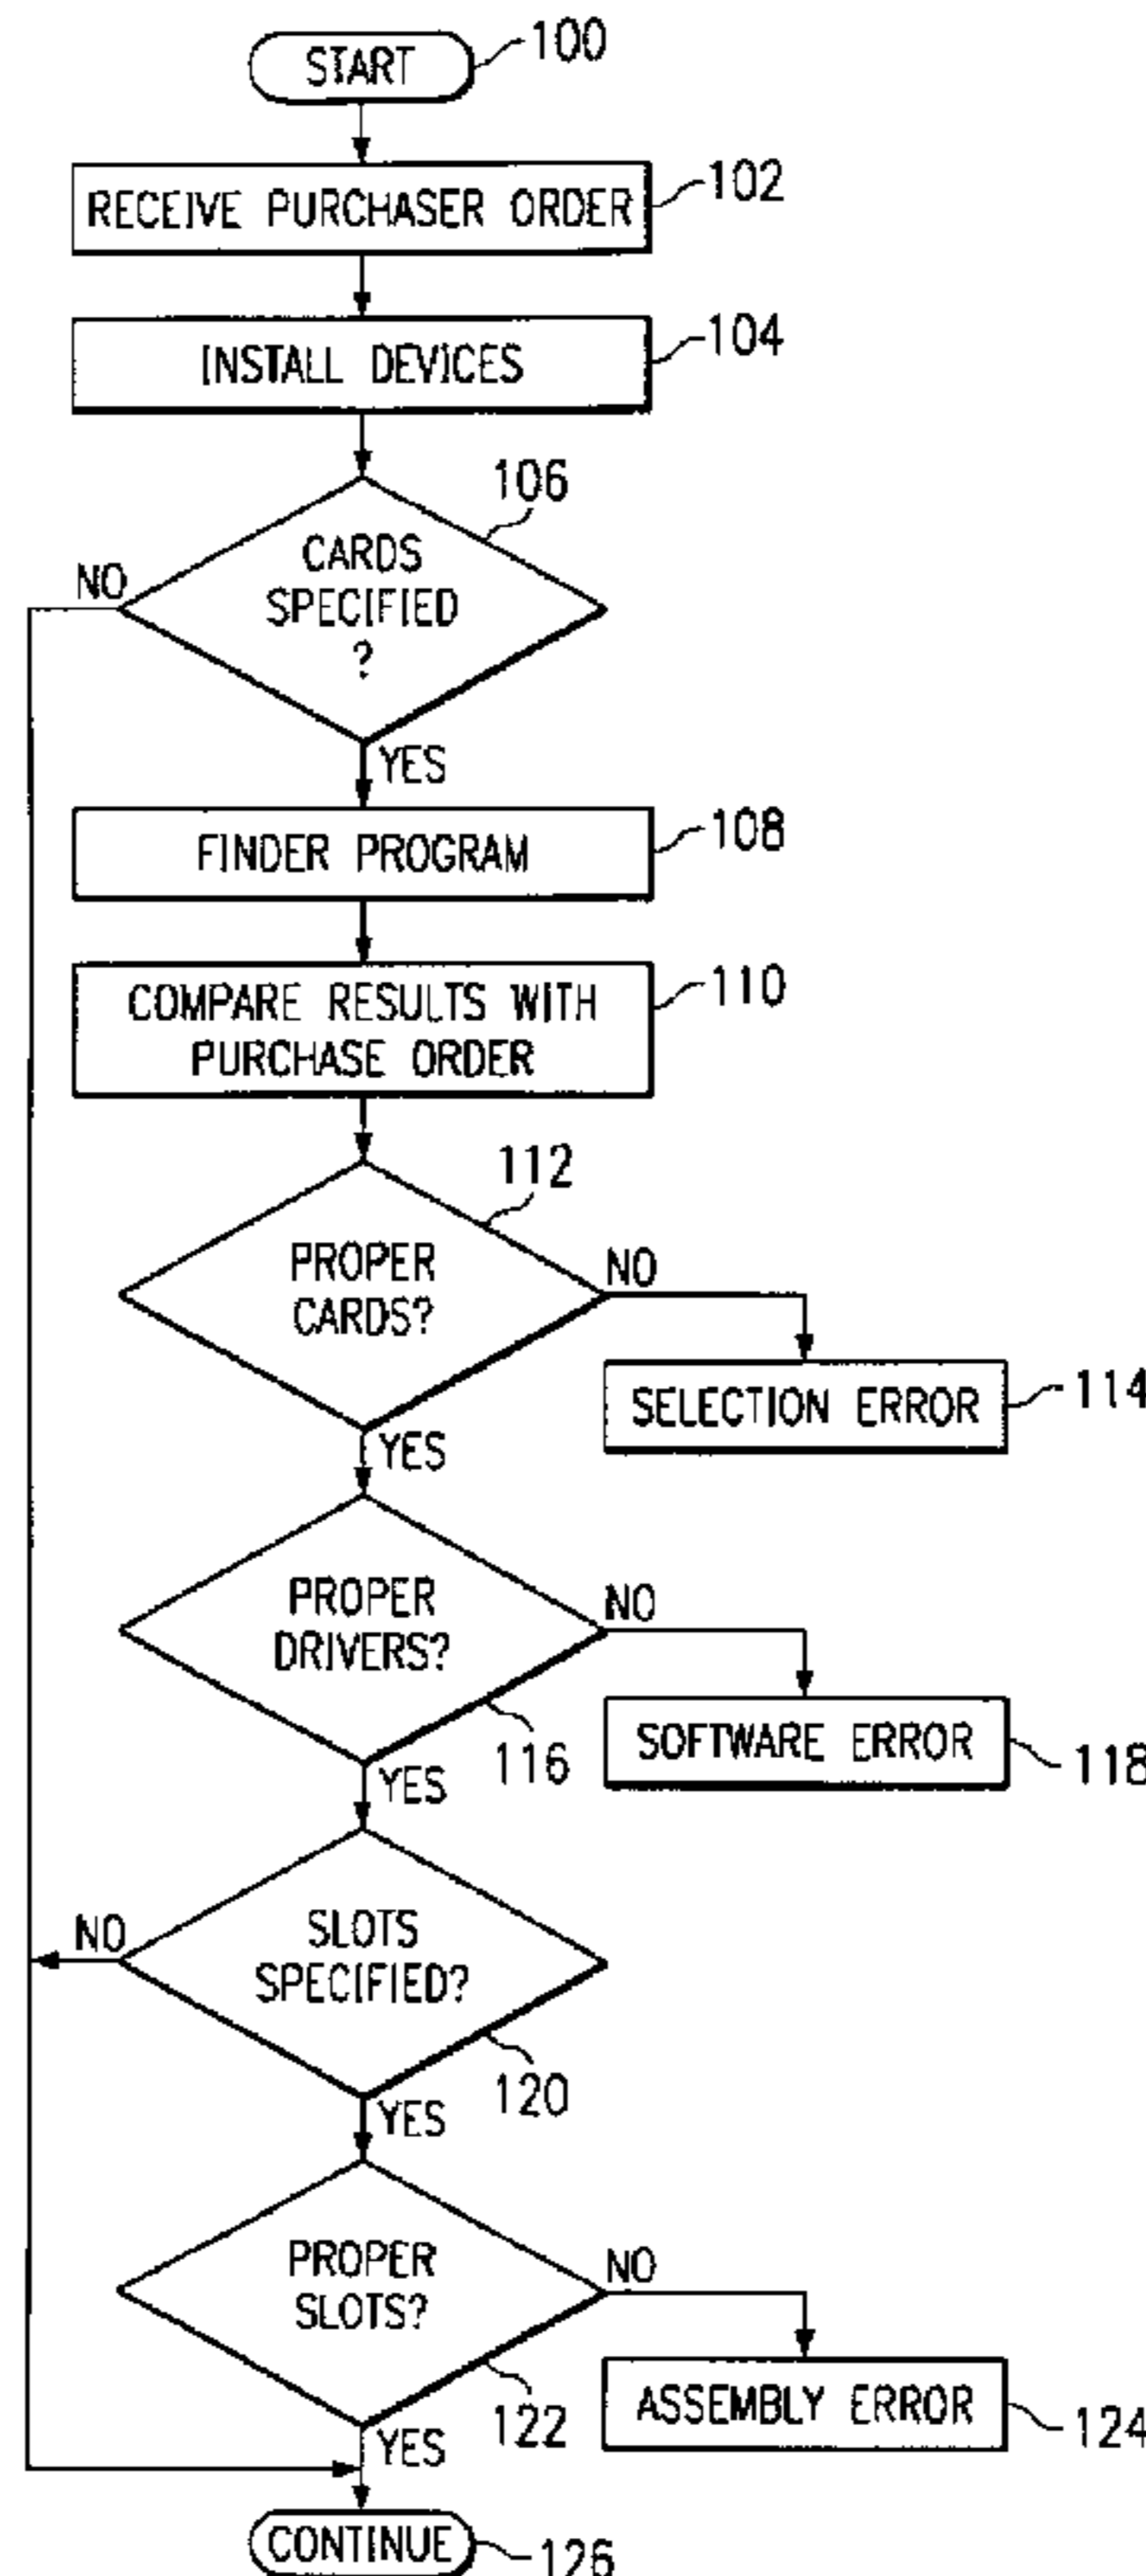 START
100
RECEIVE PURCHASER ORDER
102
INSTALL DEVICES
104
106
CARDS
SPECIFIED
?
NO
YES
FINDER PROGRAM
108
COMPARE RESULTS WITH
PURCHASE ORDER
110
112
PROPER
CARDS?
NO
SELECTION ERROR
114
YES
PROPER
DRIVERS?
NO
116
SOFTWARE ERROR
118
YES
SLOTS
SPECIFIED?
NO
120
YES
PROPER
SLOTS?
NO
122
ASSEMBLY ERROR
124
YES
CONTINUE
126